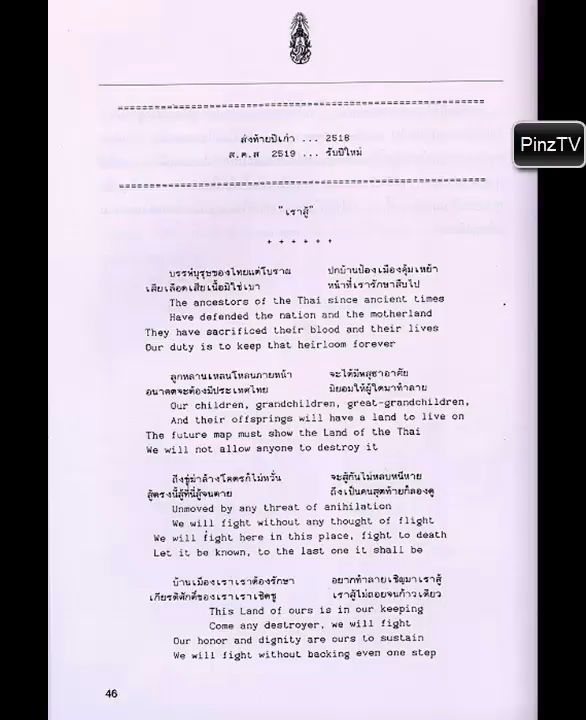 ส่งท้ายปีเก่า ... 2518
ส.ค.ส 2519 ... รับปีใหม่
PinzTV
"เราสู้"
+ + + + + +
บรรพบุรุษของไทยแต่โบราณ ปกบ้านป้องเมืองคุ้มเหย้า
เสียเลือดเสียเนื้อมิใช่เบา หน้าที่เรารักษาสืบไป
The ancestors of the Thai since ancient times
Have defended the nation and the motherland
They have sacrificed their blood and their lives
Our duty is to keep that heirloom forever
ลูกหลานเหลนโหลนภายหน้า จะได้มีพสุธาอาศัย
อนาคตจะต้องมีประเทศไทย มิยอมให้ผู้ใดมาทำลาย
Our children, grandchildren, great-grandchildren,
And their offsprings will have a land to live on
The future map must show the Land of the Thai
We will not allow anyone to destroy it
ถึงขู่ฆ่าล้างโคตรก็ไม่หวั่น จะสู้กันไม่หลบหนีหาย
สู้ตรงนี้สู้ที่นี่สู้จนตาย ถึงเป็นคนสุดท้ายก็ลองดู
Unmoved by any threat of anihilation
We will fight without any thought of flight
We will fight here in this place, fight to death
Let it be known, to the last one it shall be
บ้านเมืองเราเราต้องรักษา อยากทำลายเชิญมาเราสู้
เกียรติศักดิ์ของเราเราเชิดชู เราสู้ไม่ถอยจนก้าวเดียว
This Land of ours is in our keeping
Come any destroyer, we will fight
Our honor and dignity are ours to sustain
We will fight without backing even one step
46